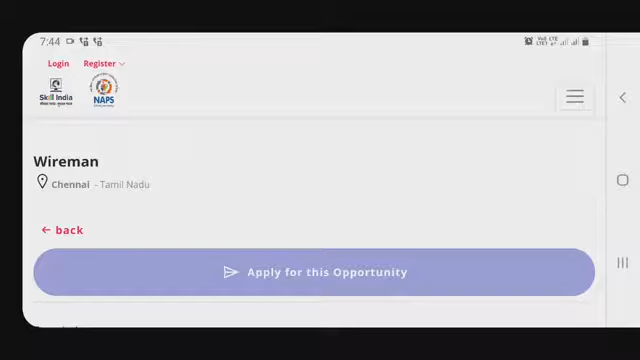 7:44
Login Register
Skill India
NAPS
Wireman
Chennai - Tamil Nadu
← back
Apply for this Opportunity